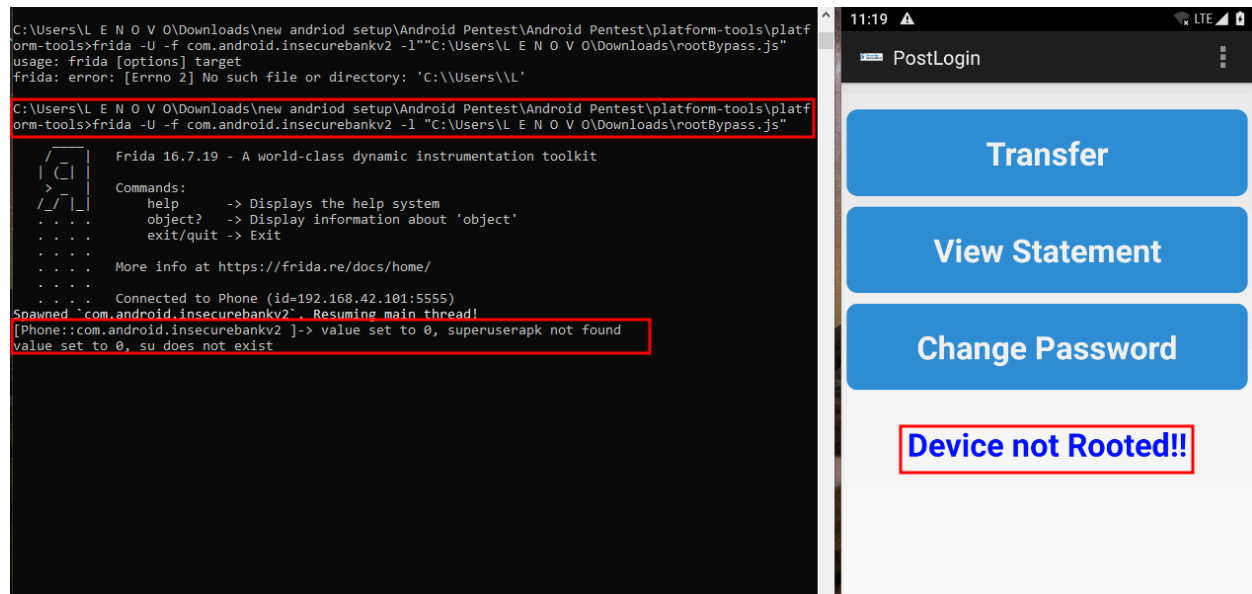 C:\Users\L E N O V O\Downloads\new andriod setup\Android Pentest\Android Pentest\platform-tools\platf
orm-tools>frida -U -f com.android.insecurebankv2 -l""C:\Users\L E N O V O\Downloads\rootBypass.js"
usage: frida [options] target
frida: error: [Errno 2] No such file or directory: 'C:\\Users\\L'
C:\Users\L E N O V O\Downloads\new andriod setup\Android Pentest\Android Pentest\platform-tools\platf
orm-tools>frida -U -f com.android.insecurebankv2 -l "C:\Users\L E N O V O\Downloads\rootBypass.js"
     ____
    / _  |   Frida 16.7.19 - A world-class dynamic instrumentation toolkit
   | (_| |
    > _  |   Commands:
   /_/ |_|       help      -> Displays the help system
   . . . .       object?   -> Display information about 'object'
   . . . .       exit/quit -> Exit
   . . . .
   . . . .   More info at https://frida.re/docs/home/
   . . . .
   . . . .   Connected to Phone (id=192.168.42.101:5555)
Spawned `com.android.insecurebankv2`. Resuming main thread!
[Phone::com.android.insecurebankv2 ]-> value set to 0, superuserapk not found
value set to 0, su does not exist
11:19 LTE
PostLogin
Transfer
View Statement
Change Password
Device not Rooted!!